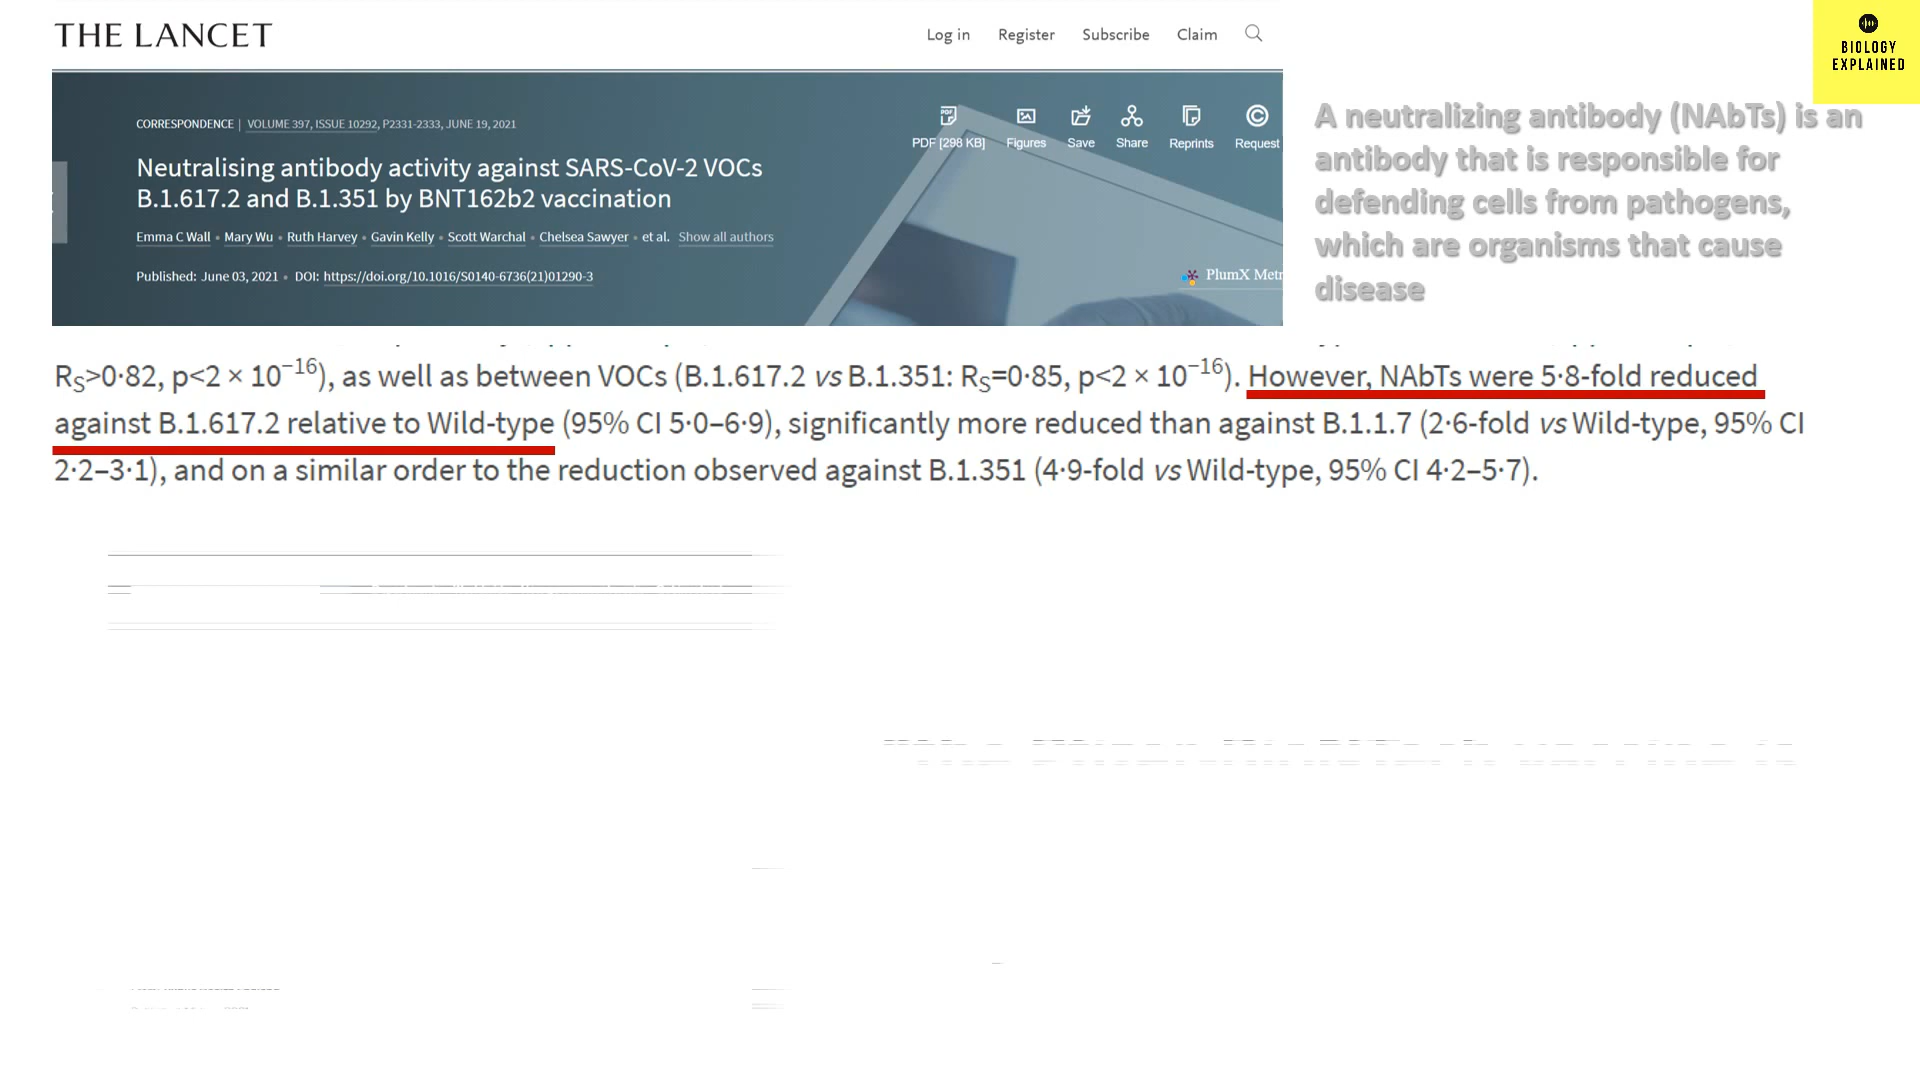 THE LANCET
Log in Register Subscribe Claim
BIOLOGY
EXPLAINED
CORRESPONDENCE | VOLUME 397, ISSUE 10292, P2331-2333, JUNE 19, 2021
PDF [298 KB] Figures Save Share Reprints Request
Neutralising antibody activity against SARS-CoV-2 VOCs
B.1.617.2 and B.1.351 by BNT162b2 vaccination
Emma C Wall • Mary Wu • Ruth Harvey • Gavin Kelly • Scott Warchal • Chelsea Sawyer • et al. Show all authors
Published: June 03, 2021 • DOI: https://doi.org/10.1016/S0140-6736(21)01290-3
PlumX Metr
A neutralizing antibody (NAbTs) is an
antibody that is responsible for
defending cells from pathogens,
which are organisms that cause
disease
RS>0·82, p<2 × 10−16), as well as between VOCs (B.1.617.2 vs B.1.351: RS=0·85, p<2 × 10−16). However, NAbTs were 5·8-fold reduced
against B.1.617.2 relative to Wild-type (95% CI 5·0–6·9), significantly more reduced than against B.1.1.7 (2·6-fold vs Wild-type, 95% CI
2·2–3·1), and on a similar order to the reduction observed against B.1.351 (4·9-fold vs Wild-type, 95% CI 4·2–5·7).